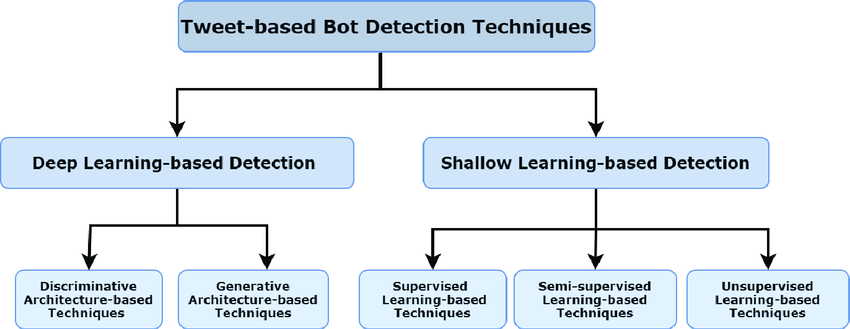 Tweet-based Bot Detection Techniques
Deep Learning-based Detection
Shallow Learning-based Detection
Discriminative
Architecture-based
Techniques
Generative
Architecture-based
Techniques
Supervised
Learning-based
Techniques
Semi-supervised
Learning-based
Techniques
Unsupervised
Learning-based
Techniques